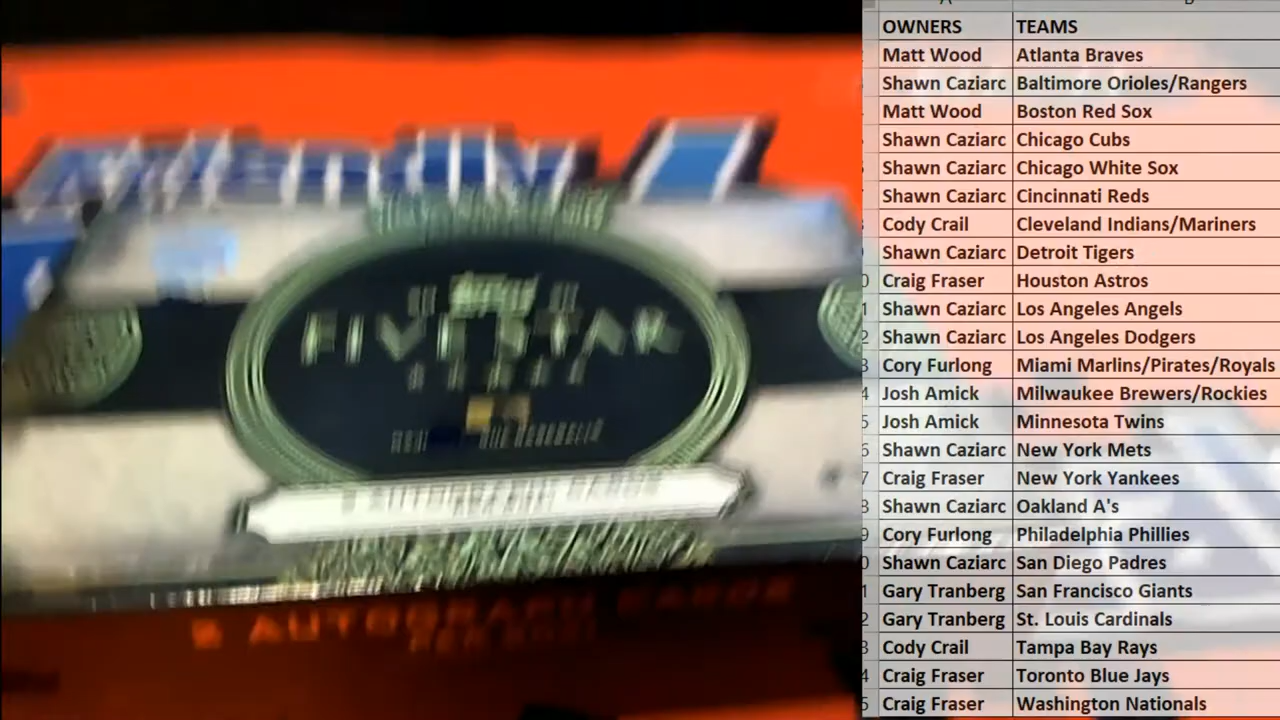 FIVE STAR
8 AUTOGRAPH CARDS
OWNERS TEAMS
Matt Wood Atlanta Braves
Shawn Caziarc Baltimore Orioles/Rangers
Matt Wood Boston Red Sox
Shawn Caziarc Chicago Cubs
Shawn Caziarc Chicago White Sox
Shawn Caziarc Cincinnati Reds
Cody Crail Cleveland Indians/Mariners
Shawn Caziarc Detroit Tigers
Craig Fraser Houston Astros
Shawn Caziarc Los Angeles Angels
Shawn Caziarc Los Angeles Dodgers
Cory Furlong Miami Marlins/Pirates/Royals
Josh Amick Milwaukee Brewers/Rockies
Josh Amick Minnesota Twins
Shawn Caziarc New York Mets
Craig Fraser New York Yankees
Shawn Caziarc Oakland A's
Cory Furlong Philadelphia Phillies
Shawn Caziarc San Diego Padres
Gary Tranberg San Francisco Giants
Gary Tranberg St. Louis Cardinals
Cody Crail Tampa Bay Rays
Craig Fraser Toronto Blue Jays
Craig Fraser Washington Nationals